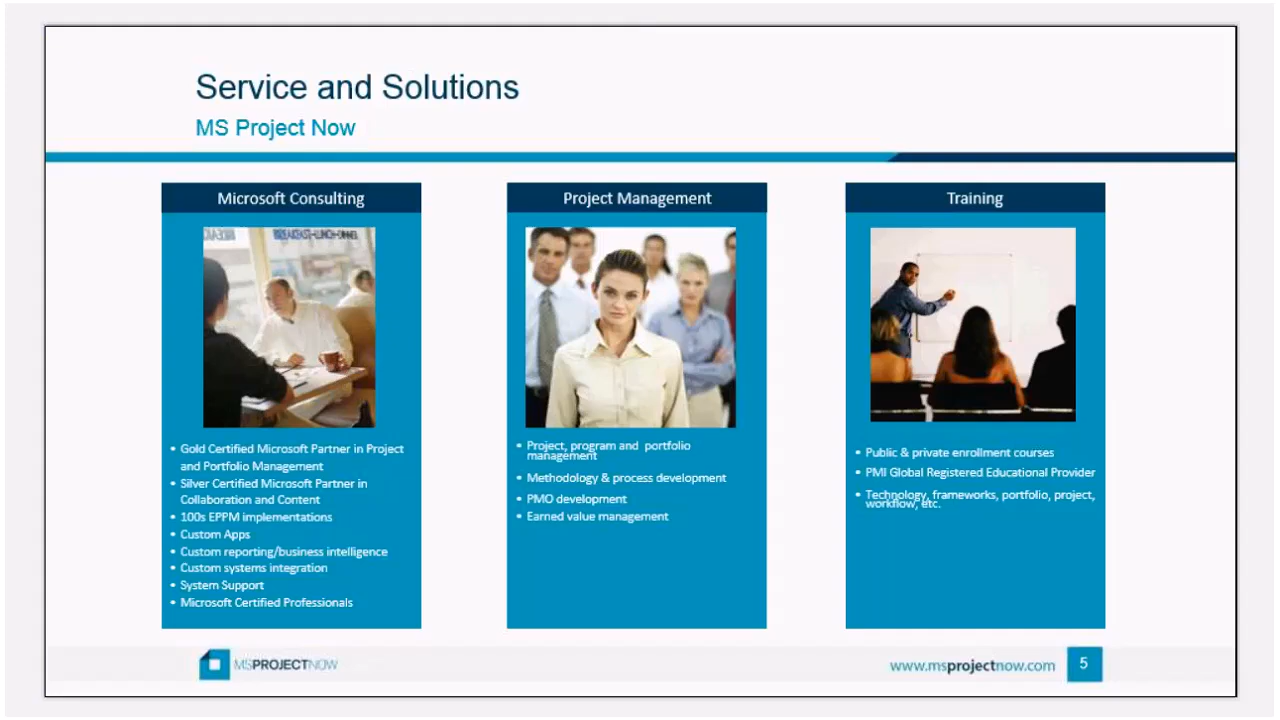 Service and Solutions
MS Project Now
Microsoft Consulting
BREAKFAST-LUNCH-DINNER
• Gold Certified Microsoft Partner in Project
and Portfolio Management
• Silver Certified Microsoft Partner in
Collaboration and Content
• 100s EPPM implementations
• Custom Apps
• Custom reporting/business intelligence
• Custom systems integration
• System Support
• Microsoft Certified Professionals
Project Management
• Project, program and portfolio
management
• Methodology & process development
• PMO development
• Earned value management
Training
• Public & private enrollment courses
• PMI Global Registered Educational Provider
• Technology, frameworks, portfolio, project,
workflow, etc.
MSPROJECTNOW
www.msprojectnow.com
5